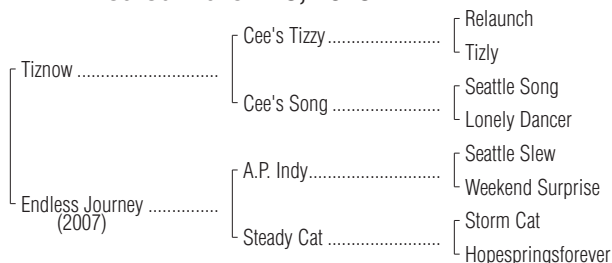 Relaunch
Cee's Tizzy
Tizly
Tiznow
Seattle Song
Cee's Song
Lonely Dancer
Seattle Slew
A.P. Indy
Weekend Surprise
Endless Journey
(2007)
Storm Cat
Steady Cat
Hopespringsforever